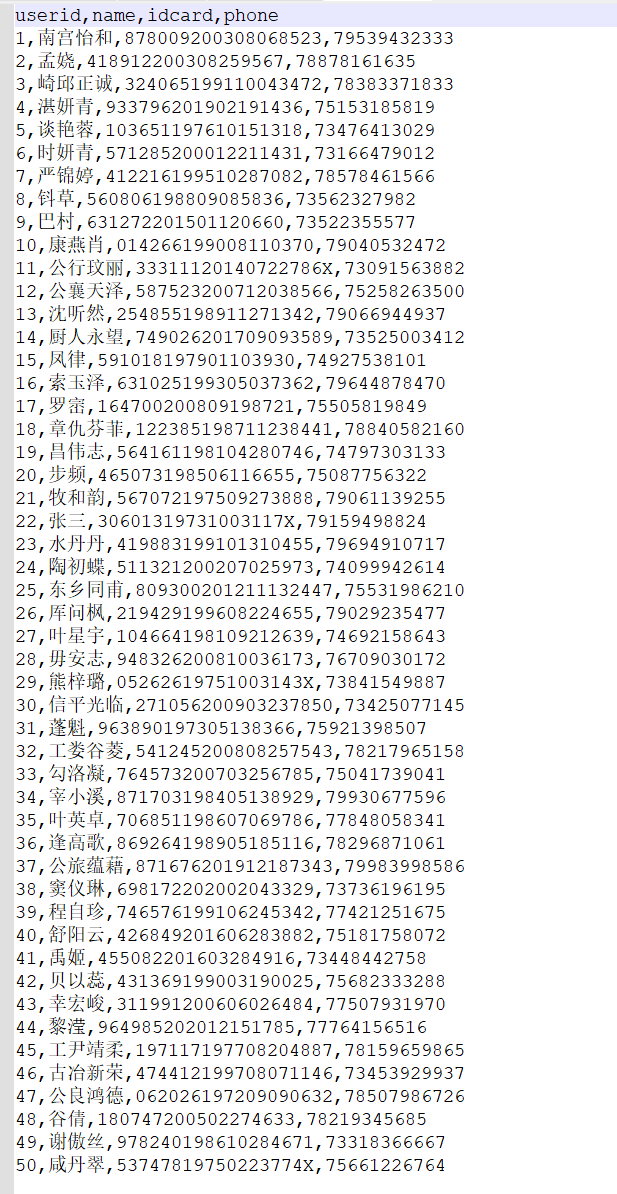 userid,name,idcard,phone
1,南宫怡和,878009200308068523,79539432333
2,孟娆,418912200308259567,78878161635
3,崎邱正诚,324065199110043472,78383371833
4,湛妍青,933796201902191436,75153185819
5,谈艳蓉,103651197610151318,73476413029
6,时妍青,571285200012211431,73166479012
7,严锦婷,412216199510287082,78578461566
8,钭草,560806198809085836,73562327982
9,巴村,631272201501120660,73522355577
10,康燕肖,014266199008110370,79040532472
11,公行玟丽,33311120140722786X,73091563882
12,公襄天泽,587523200712038566,75258263500
13,沈听然,254855198911271342,79066944937
14,厨人永望,749026201709093589,73525003412
15,凤律,591018197901103930,74927538101
16,索玉泽,631025199305037362,79644878470
17,罗峦,164700200809198721,75505819849
18,章仇芬菲,122385198711238441,78840582160
19,昌伟志,564161198104280746,74797303133
20,步频,465073198506116655,75087756322
21,牧和韵,567072197509273888,79061139255
22,张三,30601319731003117X,79159498824
23,水丹丹,419883199101310455,79694910717
24,陶初蝶,511321200207025973,74099942614
25,东乡同甫,809300201211132447,75531986210
26,厍问枫,219429199608224655,79029235477
27,叶星宇,104664198109212639,74692158643
28,毋安志,948326200810036173,76709030172
29,熊梓璐,05262619751003143X,73841549887
30,信平光临,271056200903237850,73425077145
31,蓬魁,963890197305138366,75921398507
32,工娄谷菱,541245200808257543,78217965158
33,勾洛凝,764573200703256785,75041739041
34,宰小溪,871703198405138929,79930677596
35,叶英卓,706851198607069786,77848058341
36,逄高歌,869264198905185116,78296871061
37,公旅蕴藉,871676201912187343,79983998586
38,窦仪琳,698172202002043329,73736196195
39,程自珍,746576199106245342,77421251675
40,舒阳云,426849201606283882,75181758072
41,禹姬,455082201603284916,73448442758
42,贝以蕊,431369199003190025,75682333288
43,幸宏峻,311991200606026484,77507931970
44,黎滢,964985202012151785,77764156516
45,工尹靖柔,197117197708204887,78159659865
46,古冶新荣,474412199708071146,73453929937
47,公良鸿德,062026197209090632,78507986726
48,谷倩,180747200502274633,78219345685
49,谢傲丝,978240198610284671,73318366667
50,咸丹翠,53747819750223774X,75661226764